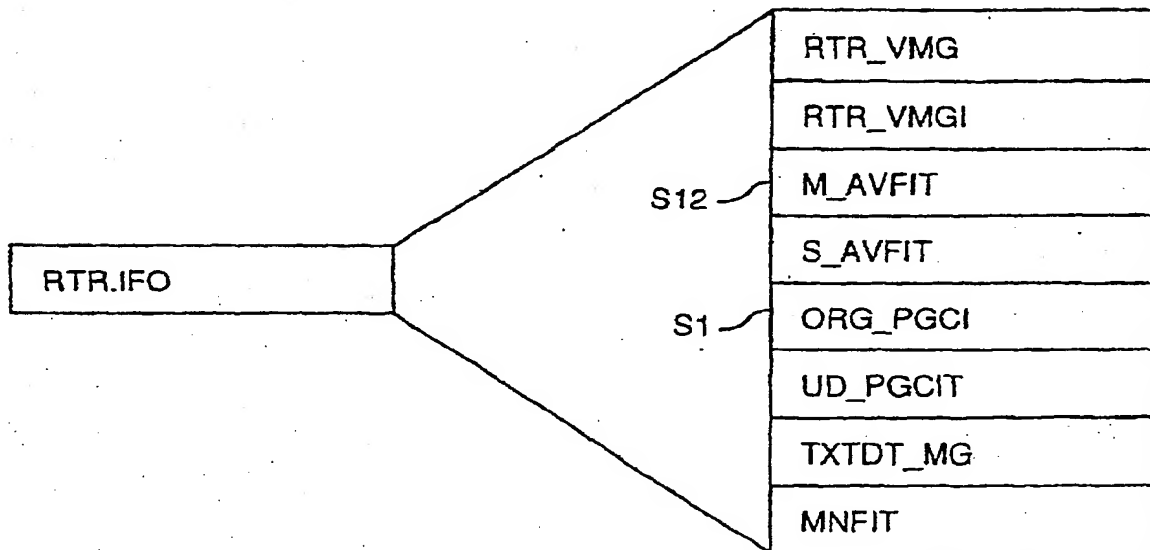 RTR.IFO
RTR_VMG
RTR_VMGI
S12
M_AVFIT
S_AVFIT
S1
ORG_PGCI
UD_PGCIT
TXTDT_MG
MNFIT